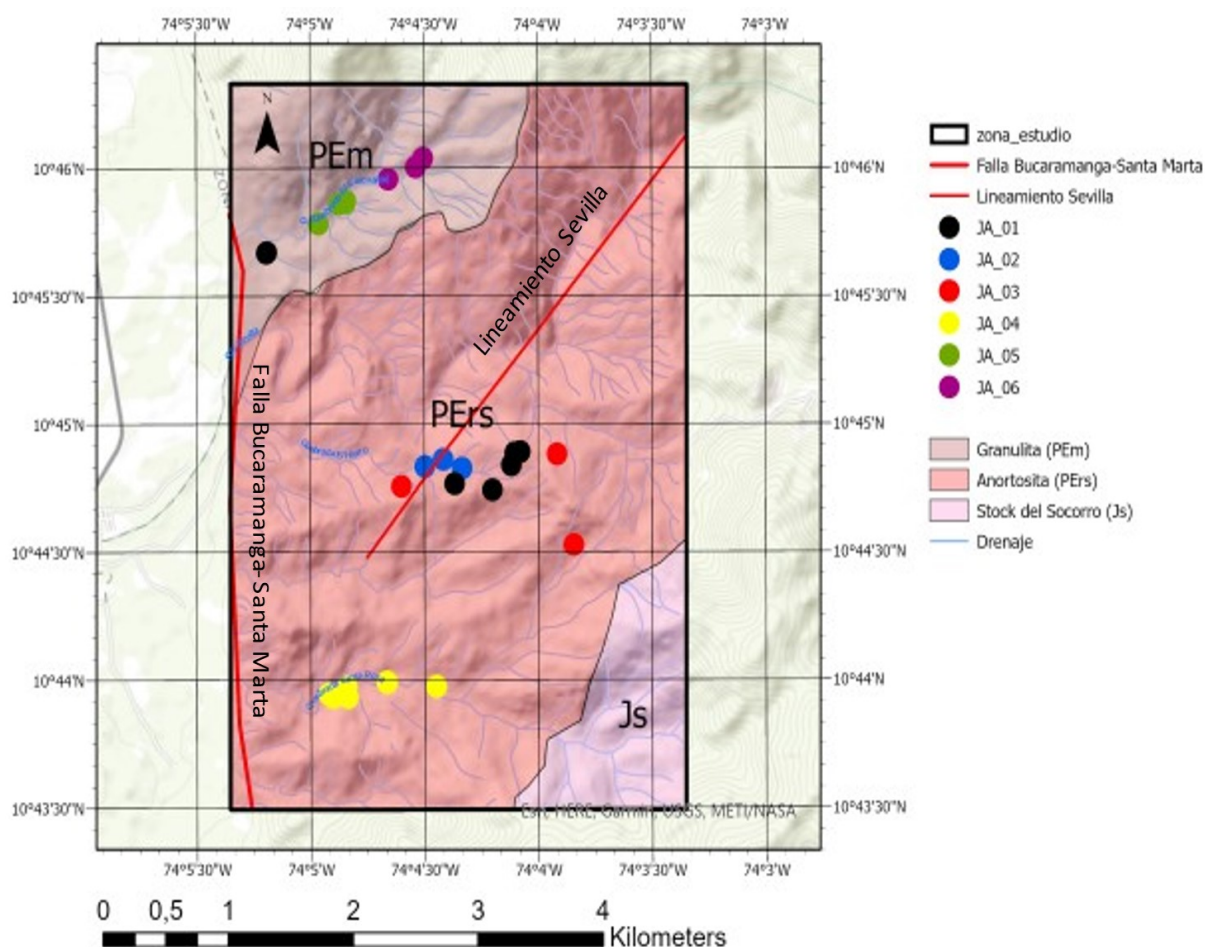 74°5'30"W 74°5'W 74°4'30"W 74°4'W 74°3'30"W 74°3'W
N
PEm
10°46'N
10°46'N
zona_estudio
Falla Bucaramanga-Santa Marta
Lineamiento Sevilla
JA_01
JA_02
JA_03
JA_04
JA_05
JA_06
Granulita (PEm)
Anortosita (PErs)
Stock del Socorro (Js)
Drenaje
Lineamiento Sevilla
10°45'30"N
10°45'30"N
Falla Bucaramanga-Santa Marta
PErs
10°45'N
10°45'N
10°44'30"N
10°44'30"N
10°44'N
10°44'N
Js
10°43'30"N
10°43'30"N
Esri, HERE, Garmin, USGS, METI/NASA
74°5'30"W 74°5'W 74°4'30"W 74°4'W 74°3'30"W 74°3'W
0 0,5 1 2 3 4
Kilometers